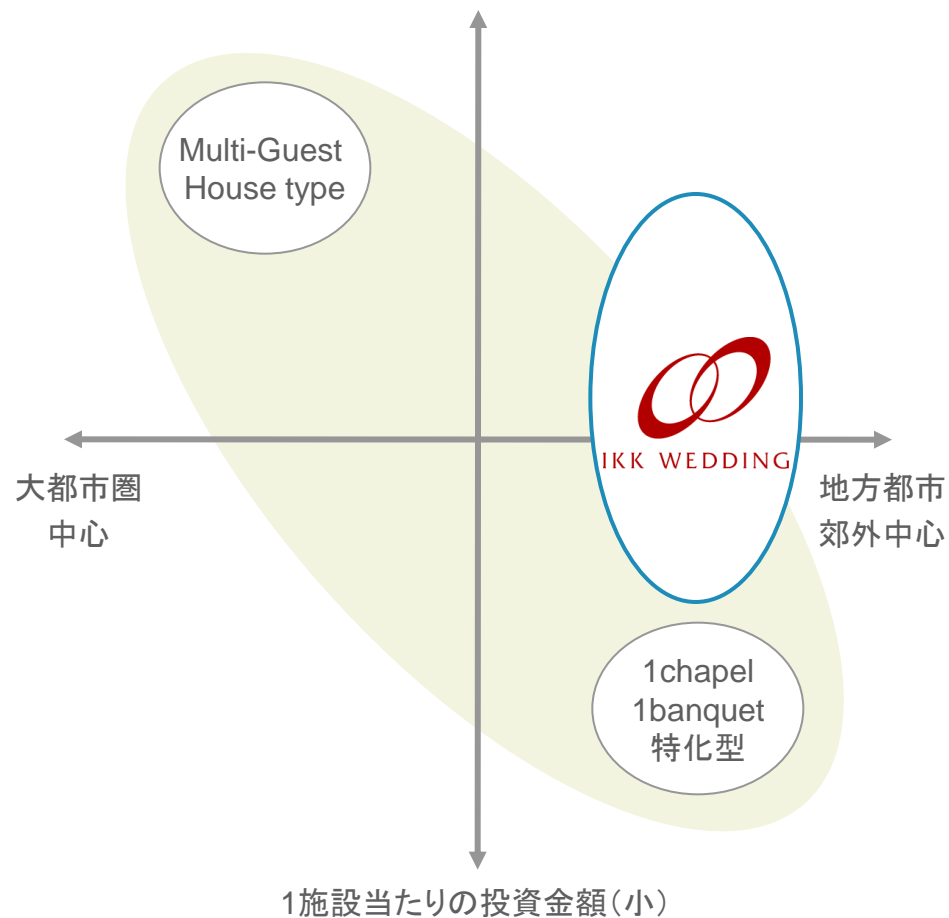 Multi-Guest
House type
IKK WEDDING
大都市圏
中心
地方都市
郊外中心
1chapel
1banquet
特化型
1施設当たりの投資金額(小)